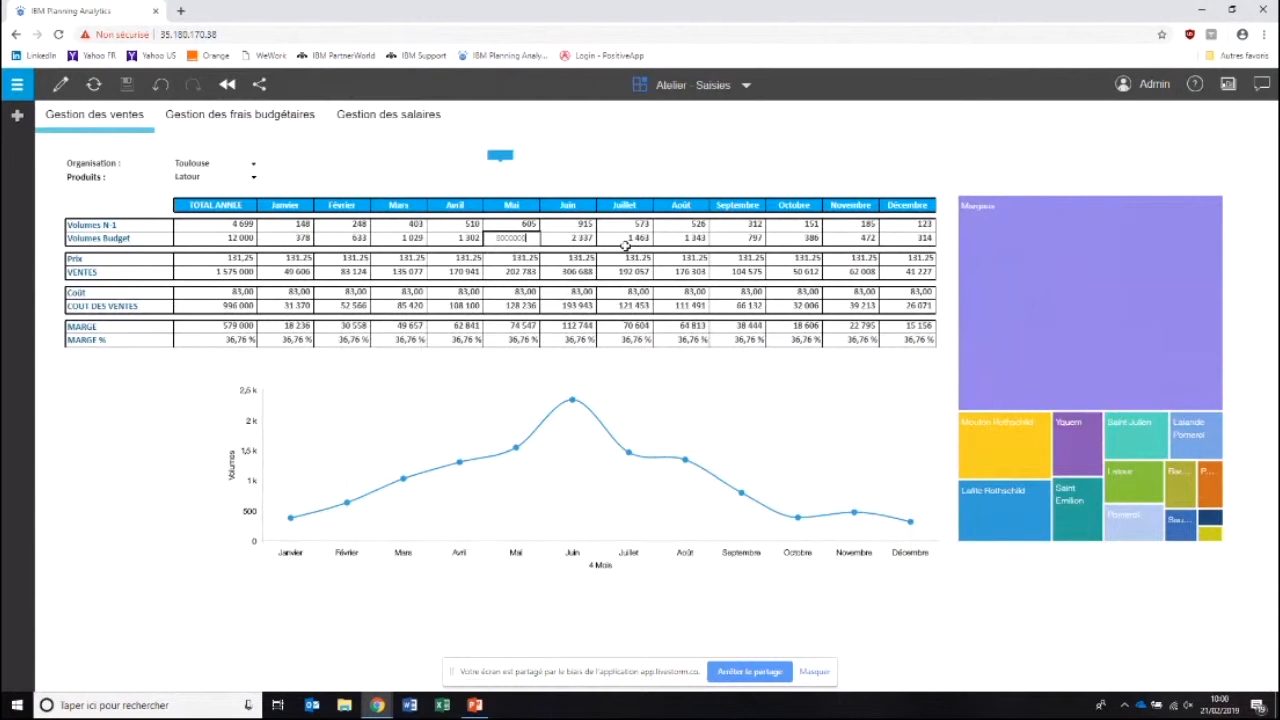 IBM Planning Analytics
Non sécurisé 35.180.170.38
LinkedIn Yahoo FR Yahoo US Orange WeWork IBM PartnerWorld IBM Support IBM Planning Analy... Login - PositiveApp Autres favoris
Atelier - Saisies Admin
Gestion des ventes Gestion des frais budgétaires Gestion des salaires
Organisation : Toulouse
Produits : Latour
TOTAL ANNEE Janvier Février Mars Avril Mai Juin Juillet Août Septembre Octobre Novembre Décembre
Volumes N-1 4 699 148 248 403 510 605 915 573 526 312 151 185 123
Volumes Budget 12 000 378 633 1 029 1 302 2 337 1 463 1 343 797 386 472 314
Prix 131,25 131,25 131,25 131,25 131,25 131,25 131,25 131,25 131,25 131,25 131,25 131,25 131,25
VENTES 1 575 000 49 606 83 124 135 077 170 941 202 783 306 688 192 057 176 303 104 575 50 612 62 008 41 227
Coût 83,00 83,00 83,00 83,00 83,00 83,00 83,00 83,00 83,00 83,00 83,00 83,00 83,00
COUT DES VENTES 996 000 31 370 52 566 85 420 108 100 128 236 193 943 121 453 111 491 66 132 32 006 39 213 26 071
MARGE 579 000 18 236 30 558 49 657 62 841 74 547 112 744 70 604 64 813 38 444 18 606 22 795 15 156
MARGE % 36,76 % 36,76 % 36,76 % 36,76 % 36,76 % 36,76 % 36,76 % 36,76 % 36,76 % 36,76 % 36,76 % 36,76 % 36,76 %
2,5 k
2 k
1,5 k
1 k
500
0
Volumes
Janvier Février Mars Avril Mai Juin Juillet Août Septembre Octobre Novembre Décembre
4 Mois
Margaux
Mouton Rothschild
Yquem
Saint Julien
Lalande
Pomerol
Latour
Bar...
P...
Lafite Rothschild
Saint
Emilion
Pomerol
Beau...
Votre écran est partagé par le biais de l'application app.livestorm.co. Arrêter le partage Masquer
Taper ici pour rechercher
10:00
21/02/2019